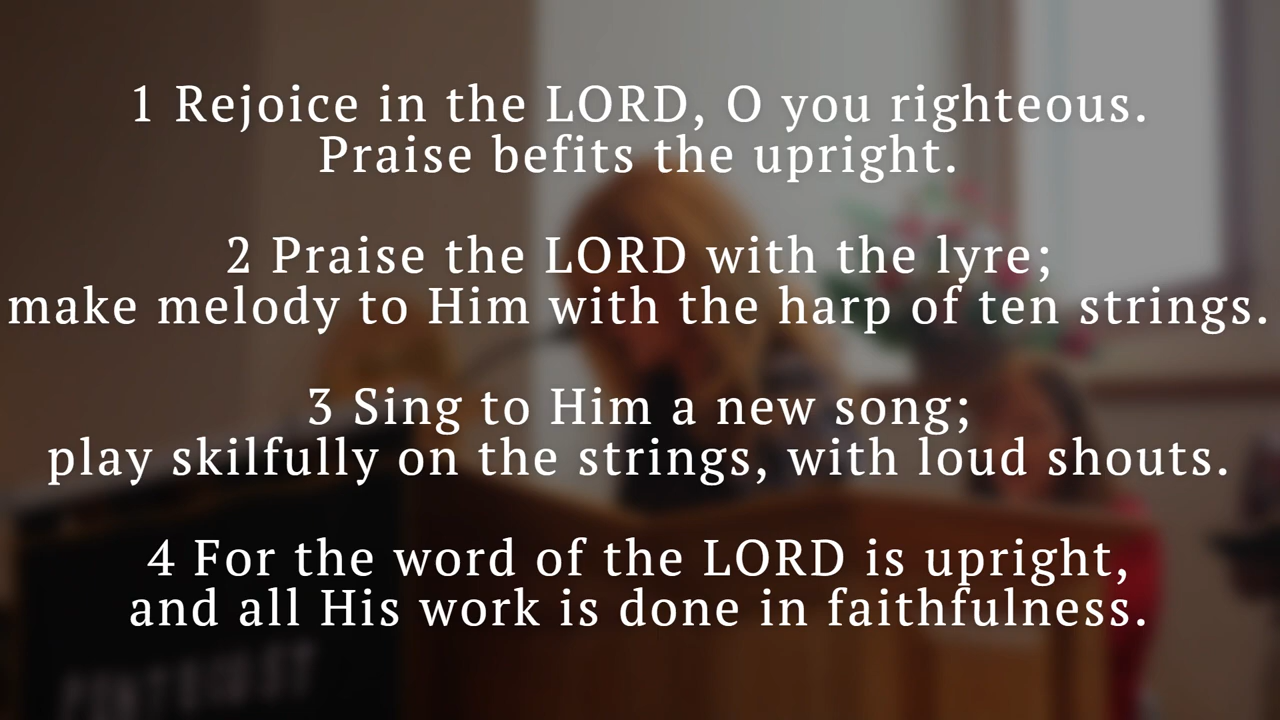 1 Rejoice in the LORD, O you righteous.
Praise befits the upright.
2 Praise the LORD with the lyre;
make melody to Him with the harp of ten strings.
3 Sing to Him a new song;
play skilfully on the strings, with loud shouts.
4 For the word of the LORD is upright,
and all His work is done in faithfulness.